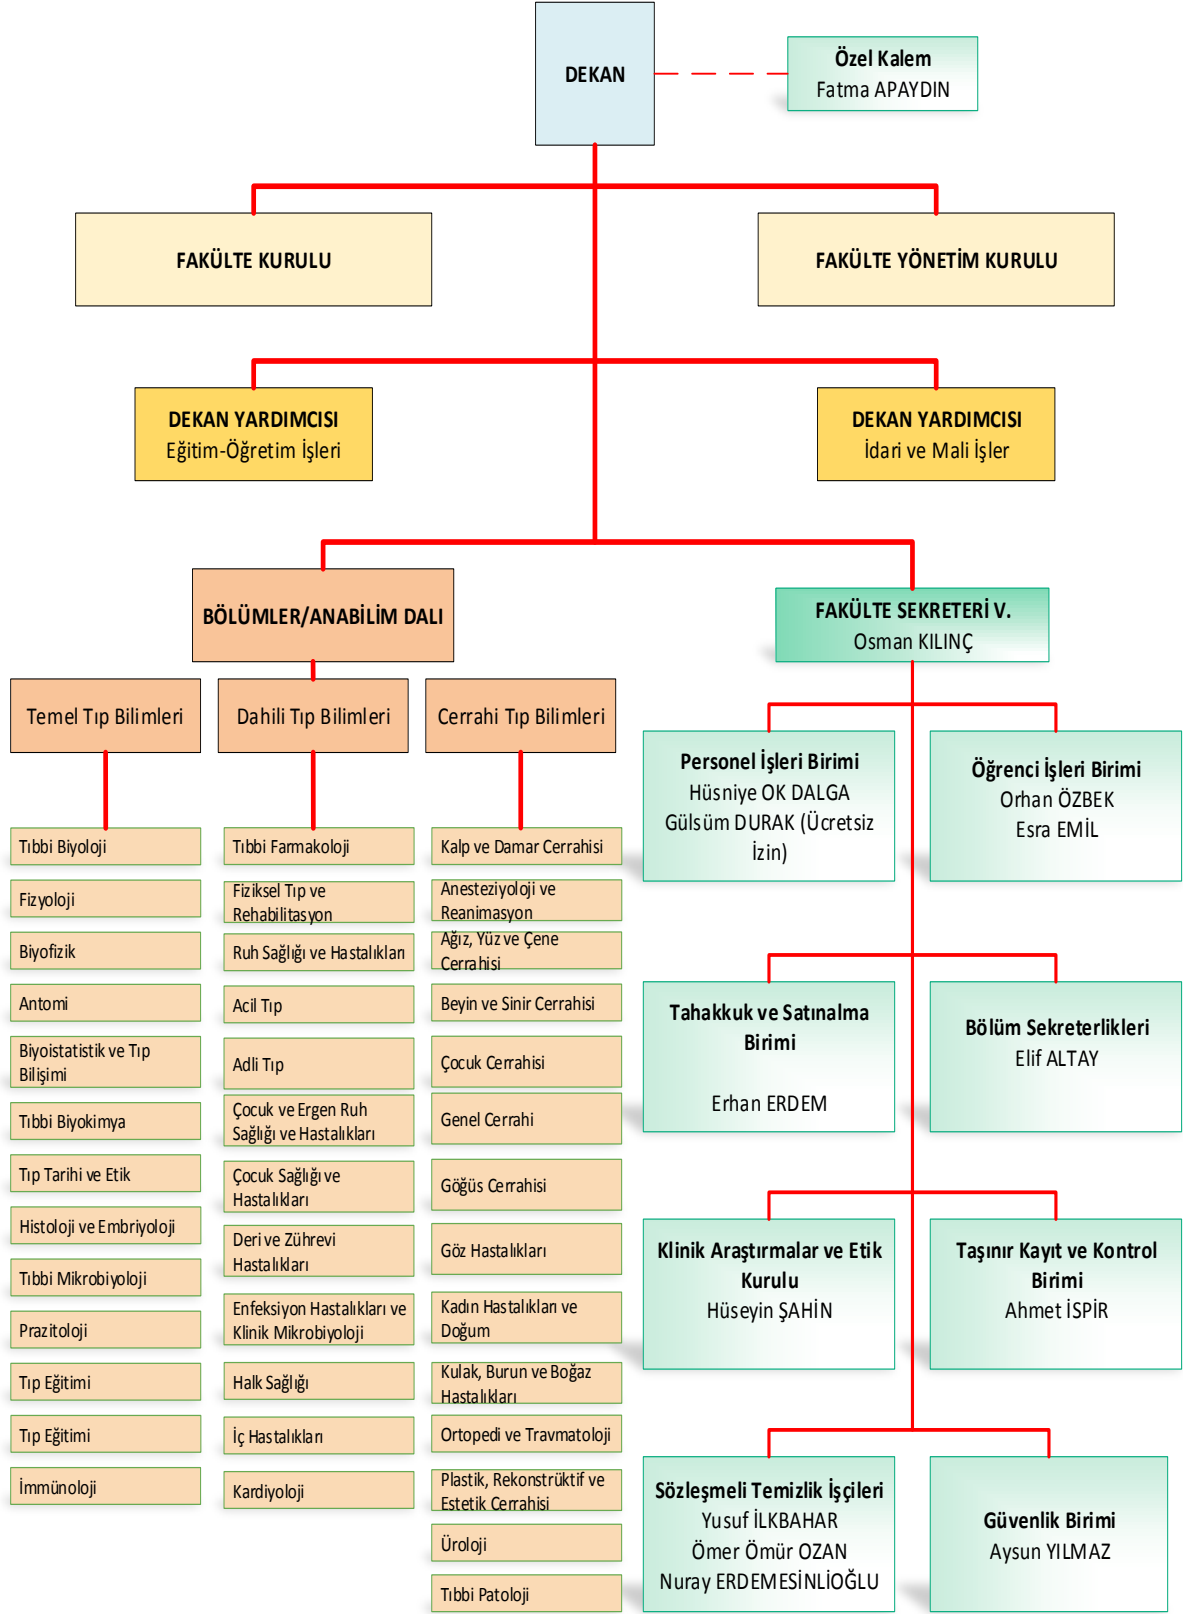 DEKAN
Özel Kalem
Fatma APAYDIN
FAKÜLTE KURULU
FAKÜLTE YÖNETİM KURULU
DEKAN YARDIMCISI
Eğitim-Öğretim İşleri
DEKAN YARDIMCISI
İdari ve Mali İşler
BÖLÜMLER/ANABİLİM DALI
Temel Tıp Bilimleri
Tıbbi Biyoloji
Fizyoloji
Biyofizik
Antomi
Biyoistatistik ve Tıp
Bilişimi
Tıbbi Biyokimya
Tıp Tarihi ve Etik
Histoloji ve Embriyoloji
Tıbbi Mikrobiyoloji
Prazitoloji
Tıp Eğitimi
Tıp Eğitimi
İmmünoloji
Dahili Tıp Bilimleri
Tıbbi Farmakoloji
Fiziksel Tıp ve
Rehabilitasyon
Ruh Sağlığı ve Hastalıkları
Acil Tıp
Adli Tıp
Çocuk ve Ergen Ruh
Sağlığı ve Hastalıkları
Çocuk Sağlığı ve
Hastalıkları
Deri ve Zührevi
Hastalıkları
Enfeksiyon Hastalıkları ve
Klinik Mikrobiyoloji
Halk Sağlığı
İç Hastalıkları
Kardiyoloji
Cerrahi Tıp Bilimleri
Kalp ve Damar Cerrahisi
Anesteziyoloji ve
Reanimasyon
Ağız, Yüz ve Çene
Cerrahisi
Beyin ve Sinir Cerrahisi
Çocuk Cerrahisi
Genel Cerrahi
Göğüs Cerrahisi
Göz Hastalıkları
Kadın Hastalıkları ve
Doğum
Kulak, Burun ve Boğaz
Hastalıkları
Ortopedi ve Travmatoloji
Plastik, Rekonstrüktif ve
Estetik Cerrahisi
Üroloji
Tıbbi Patoloji
FAKÜLTE SEKRETERİ V.
Osman KILINÇ
Personel İşleri Birimi
Hüsniye OK DALGA
Gülsüm DURAK (Ücretsiz
İzin)
Öğrenci İşleri Birimi
Orhan ÖZBEK
Esra EMİL
Tahakkuk ve Satınalma
Birimi
Erhan ERDEM
Bölüm Sekreterlikleri
Elif ALTAY
Klinik Araştırmalar ve Etik
Kurulu
Hüseyin ŞAHİN
Taşınır Kayıt ve Kontrol
Birimi
Ahmet İSPİR
Sözleşmeli Temizlik İşçileri
Yusuf İLKBAHAR
Ömer Ömür OZAN
Nuray ERDEMESİNLİOĞLU
Güvenlik Birimi
Aysun YILMAZ